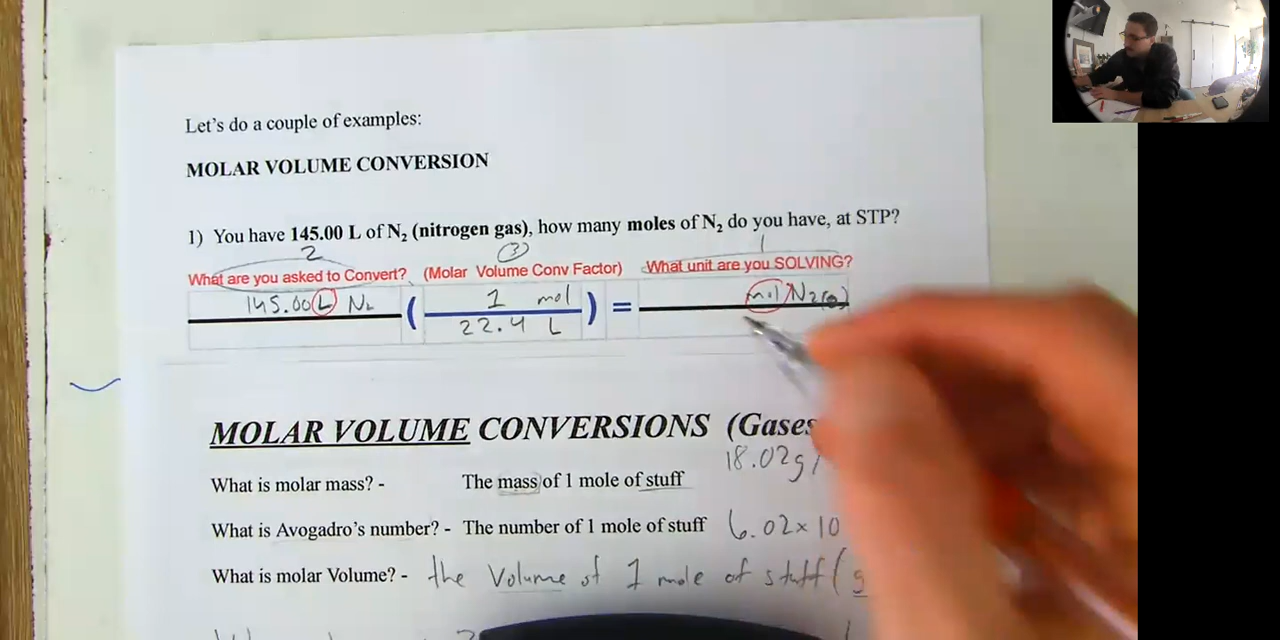 Let's do a couple of examples:
MOLAR VOLUME CONVERSION
1) You have 145.00 L of N₂ (nitrogen gas), how many moles of N₂ do you have, at STP?
2 ③ 1
What are you asked to Convert? (Molar Volume Conv Factor) What unit are you SOLVING?
145.00 L N₂ ( 1 mol ) = mol N₂(g)
22.4 L
MOLAR VOLUME CONVERSIONS (Gases
18.02g/
What is molar mass? - The mass of 1 mole of stuff
What is Avogadro's number? - The number of 1 mole of stuff 6.02×10
What is molar Volume? - the Volume of 1 mole of stuff (g